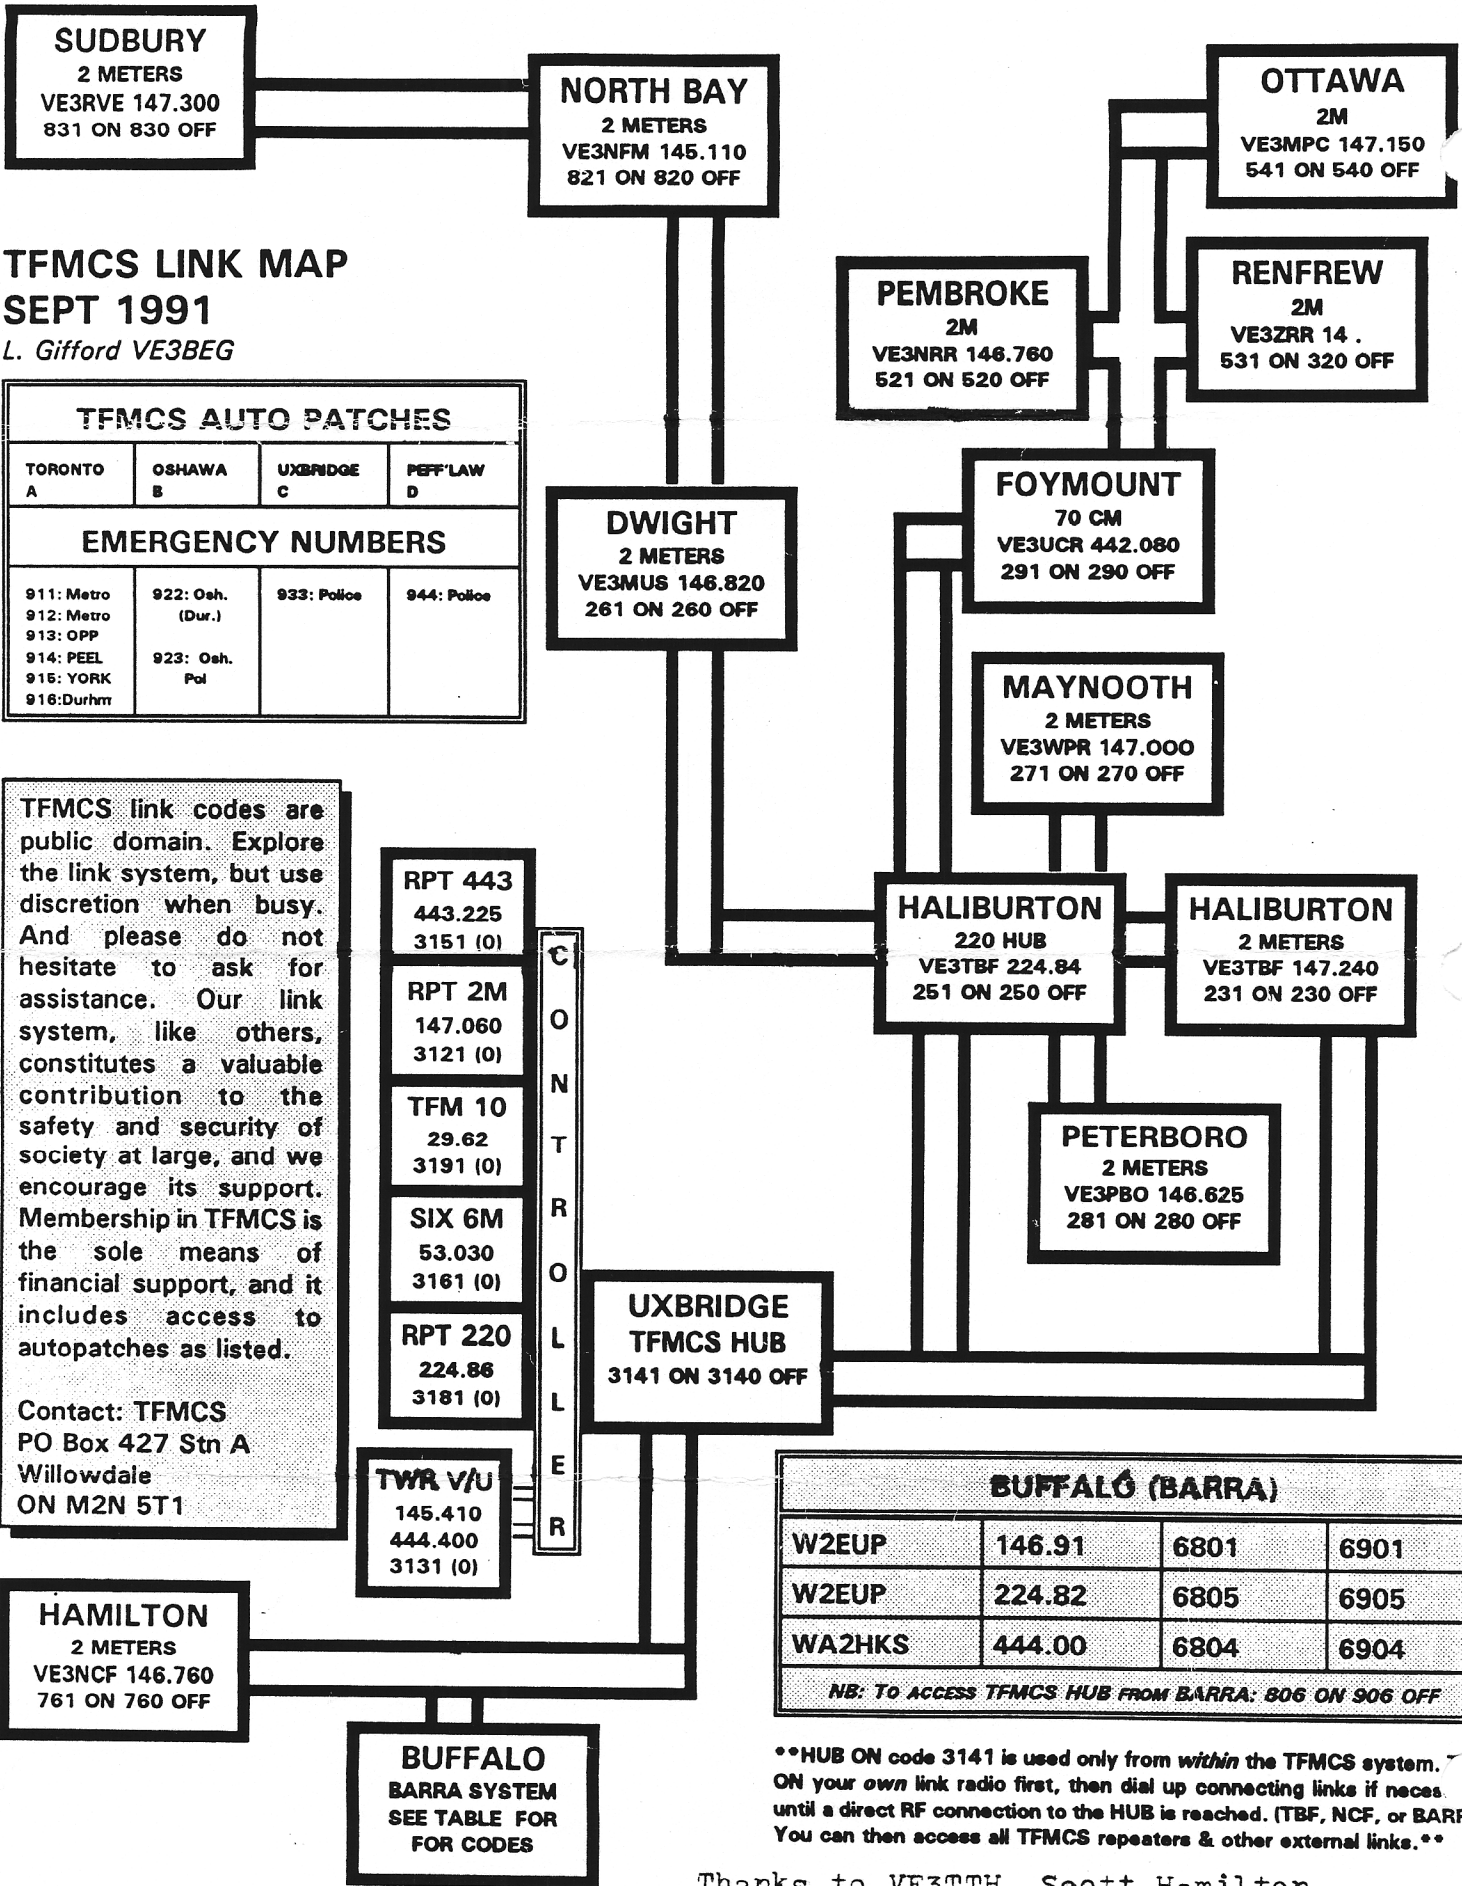 SUDBURY
2 METERS
VE3RVE 147.300
831 ON 830 OFF
NORTH BAY
2 METERS
VE3NFM 145.110
821 ON 820 OFF
OTTAWA
2M
VE3MPC 147.150
541 ON 540 OFF
TFMCS LINK MAP
SEPT 1991
L. Gifford VE3BEG
PEMBROKE
2M
VE3NRR 146.760
521 ON 520 OFF
RENFREW
2M
VE3ZRR 14 .
531 ON 320 OFF
TFMCS AUTO PATCHES
TORONTO OSHAWA UXBRIDGE PEFF'LAW
A B C D
EMERGENCY NUMBERS
911: Metro 922: Osh. 933: Police 944: Police
912: Metro (Dur.)
913: OPP
914: PEEL 923: Osh.
915: YORK Pol
916:Durhm
FOYMOUNT
70 CM
VE3UCR 442.080
291 ON 290 OFF
DWIGHT
2 METERS
VE3MUS 146.820
261 ON 260 OFF
MAYNOOTH
2 METERS
VE3WPR 147.000
271 ON 270 OFF
TFMCS link codes are
public domain. Explore
the link system, but use
discretion when busy.
And please do not
hesitate to ask for
assistance. Our link
system, like others,
constitutes a valuable
contribution to the
safety and security of
society at large, and we
encourage its support.
Membership in TFMCS is
the sole means of
financial support, and it
includes access to
autopatches as listed.
Contact: TFMCS
PO Box 427 Stn A
Willowdale
ON M2N 5T1
RPT 443
443.225
3151 (0)
RPT 2M
147.060
3121 (0)
TFM 10
29.62
3191 (0)
SIX 6M
53.030
3161 (0)
RPT 220
224.86
3181 (0)
TWR V/U
145.410
444.400
3131 (0)
C
O
N
T
R
O
L
L
E
R
HALIBURTON
220 HUB
VE3TBF 224.84
251 ON 250 OFF
HALIBURTON
2 METERS
VE3TBF 147.240
231 ON 230 OFF
PETERBORO
2 METERS
VE3PBO 146.625
281 ON 280 OFF
UXBRIDGE
TFMCS HUB
3141 ON 3140 OFF
BUFFALO (BARRA)
W2EUP 146.91 6801 6901
W2EUP 224.82 6805 6905
WA2HKS 444.00 6804 6904
NB: TO ACCESS TFMCS HUB FROM BARRA: 806 ON 906 OFF
HAMILTON
2 METERS
VE3NCF 146.760
761 ON 760 OFF
BUFFALO
BARRA SYSTEM
SEE TABLE FOR
FOR CODES
**HUB ON code 3141 is used only from within the TFMCS system.
ON your own link radio first, then dial up connecting links if neces
until a direct RF connection to the HUB is reached. (TBF, NCF, or BARR
You can then access all TFMCS repeaters & other external links.**
Thanks to VE3TTH Scott Hamilton